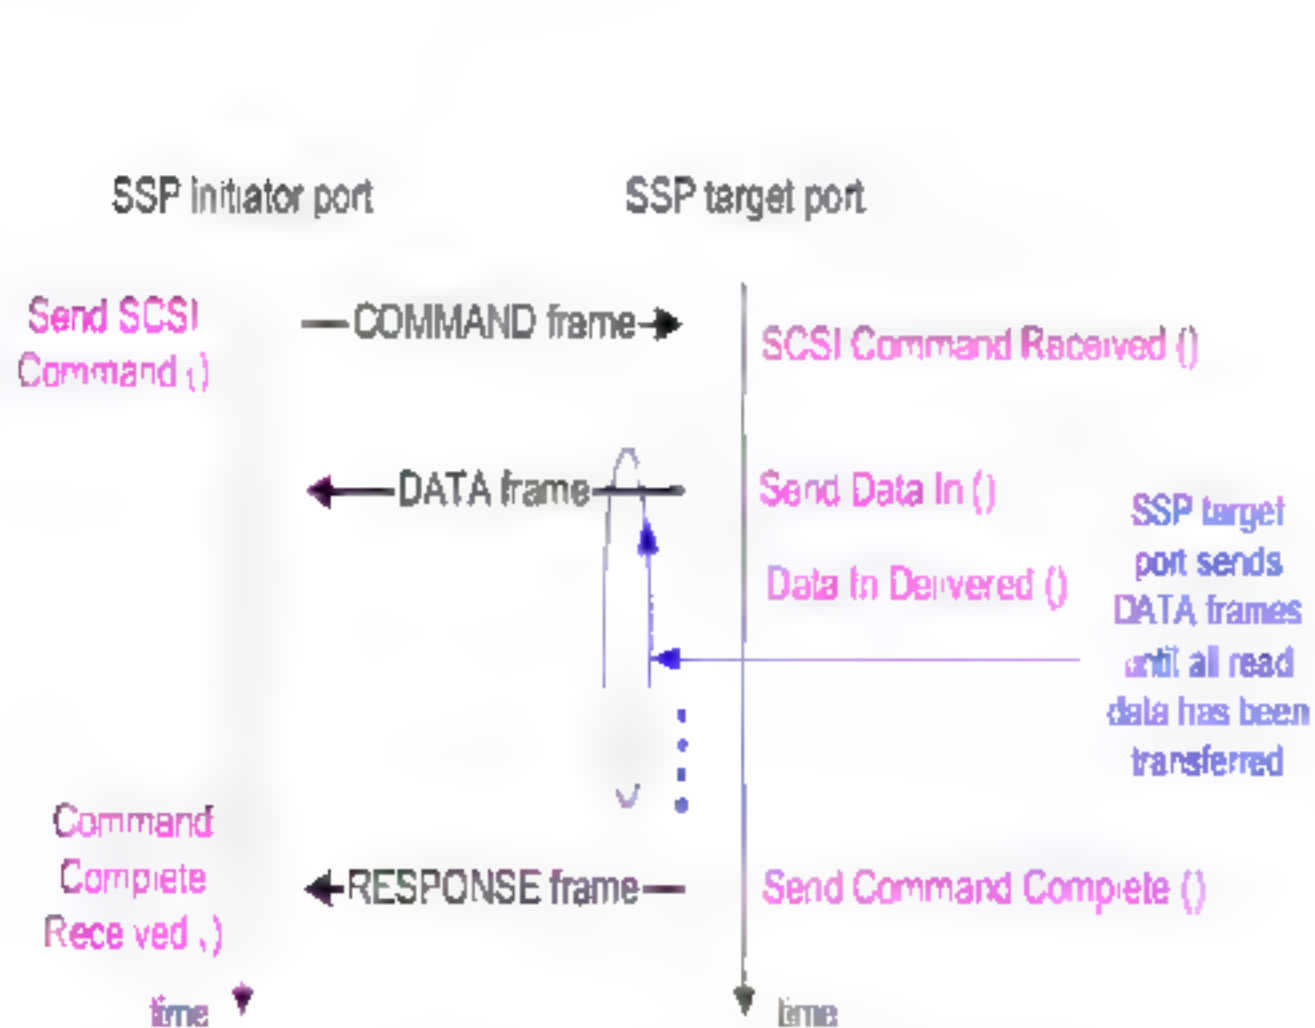 SSP initiator port
SSP target port
Send SCSI
Command ()
COMMAND frame
SCSI Command Received ()
DATA frame
Send Data In ()
Data In Delivered ()
SSP target
port sends
DATA frames
until all read
data has been
transferred
Command
Complete
Received ()
RESPONSE frame
Send Command Complete ()
time
time